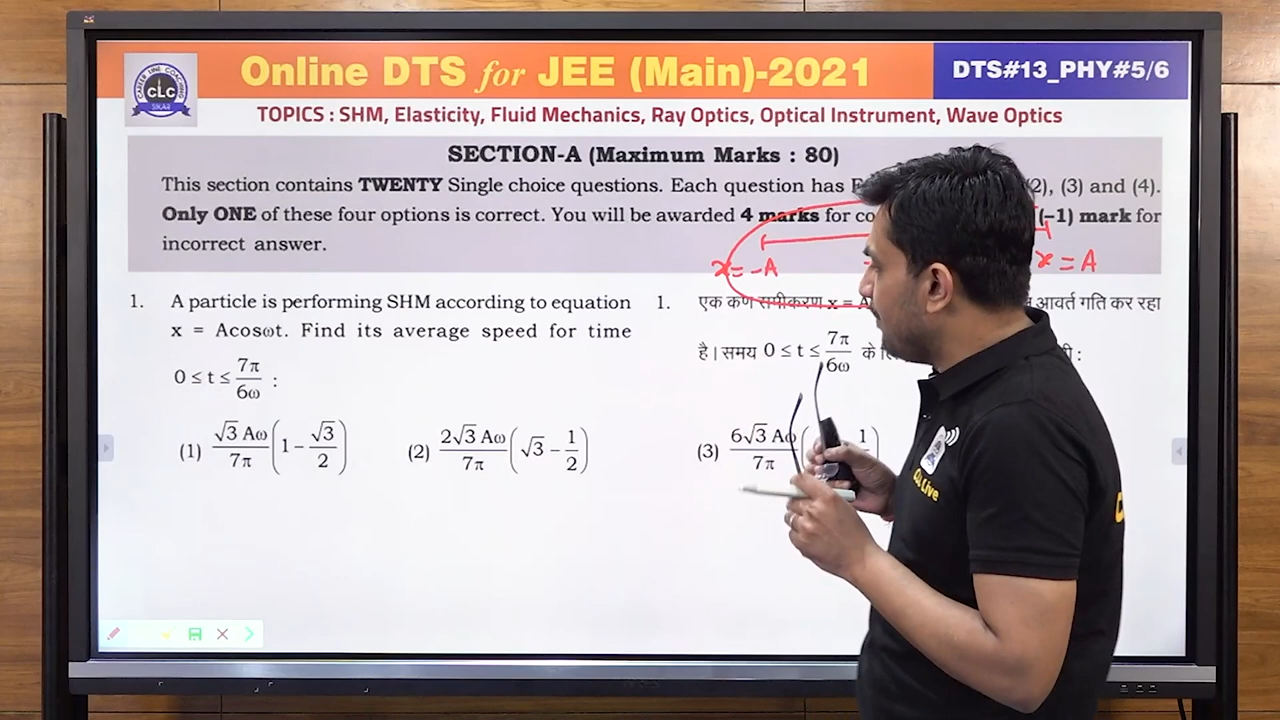 Online DTS for JEE (Main)-2021
DTS#13_PHY#5/6
CLC
SIKAR
TOPICS : SHM, Elasticity, Fluid Mechanics, Ray Optics, Optical Instrument, Wave Optics
SECTION-A (Maximum Marks : 80)
This section contains TWENTY Single choice questions. Each question has (2), (3) and (4).
Only ONE of these four options is correct. You will be awarded 4 marks for (−1) mark for
incorrect answer.
x = -A
x = A
1. A particle is performing SHM according to equation
x = Acosωt. Find its average speed for time
0 ≤ t ≤ 7π/6ω :
(1) √3 Aω/7π (1 − √3/2)
(2) 2√3 Aω/7π (√3 − 1/2)
1. एक कण समीकरण x = आवर्त गति कर रहा
है। समय 0 ≤ t ≤ 7π/6ω के :
(3) 6√3 Aω/7π ( 1/2)
Live